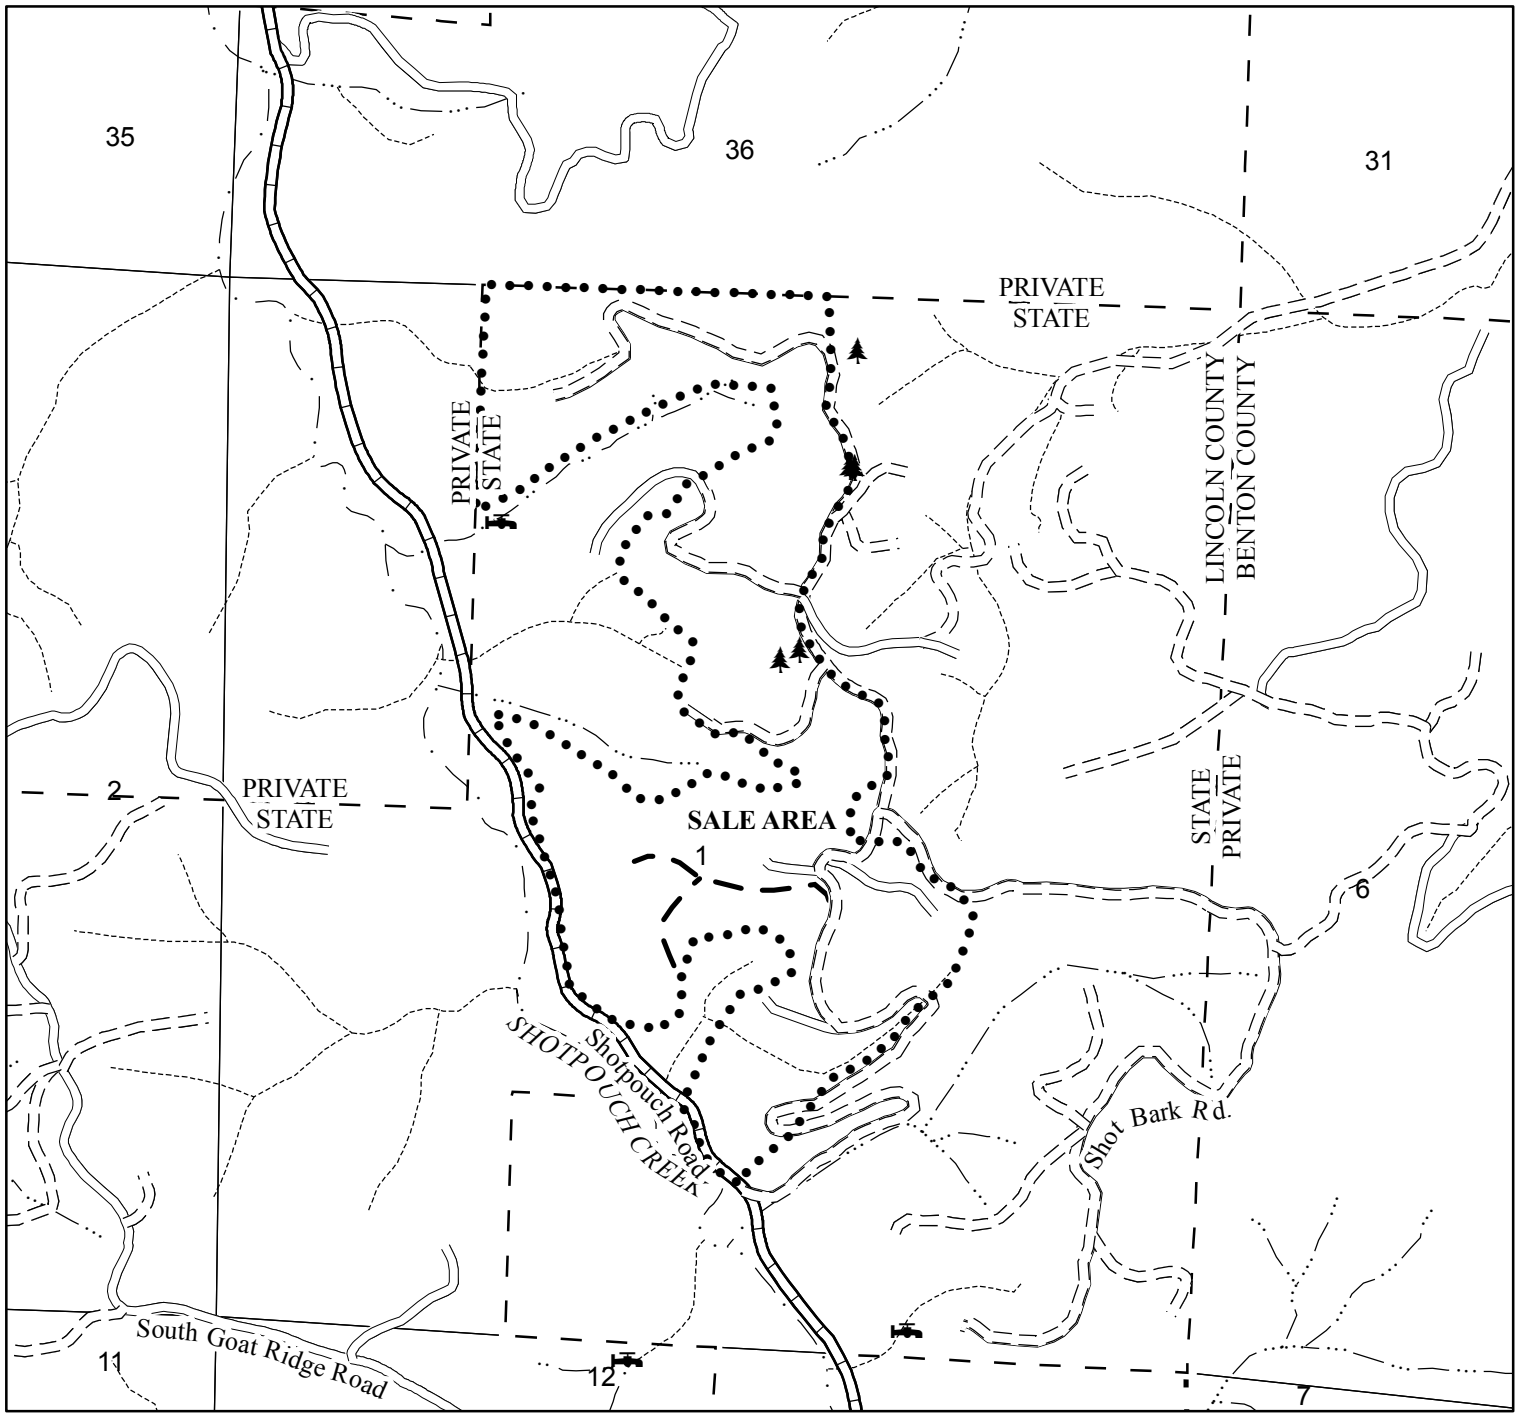 35
36
31
PRIVATE
STATE
PRIVATE
STATE
LINCOLN COUNTY
BENTON COUNTY
2
PRIVATE
STATE
SALE AREA
STATE
PRIVATE
1
6
Shotpouch Road
SHOTPOUCH CREEK
Shot Bark Rd.
South Goat Ridge Road
11
12
7